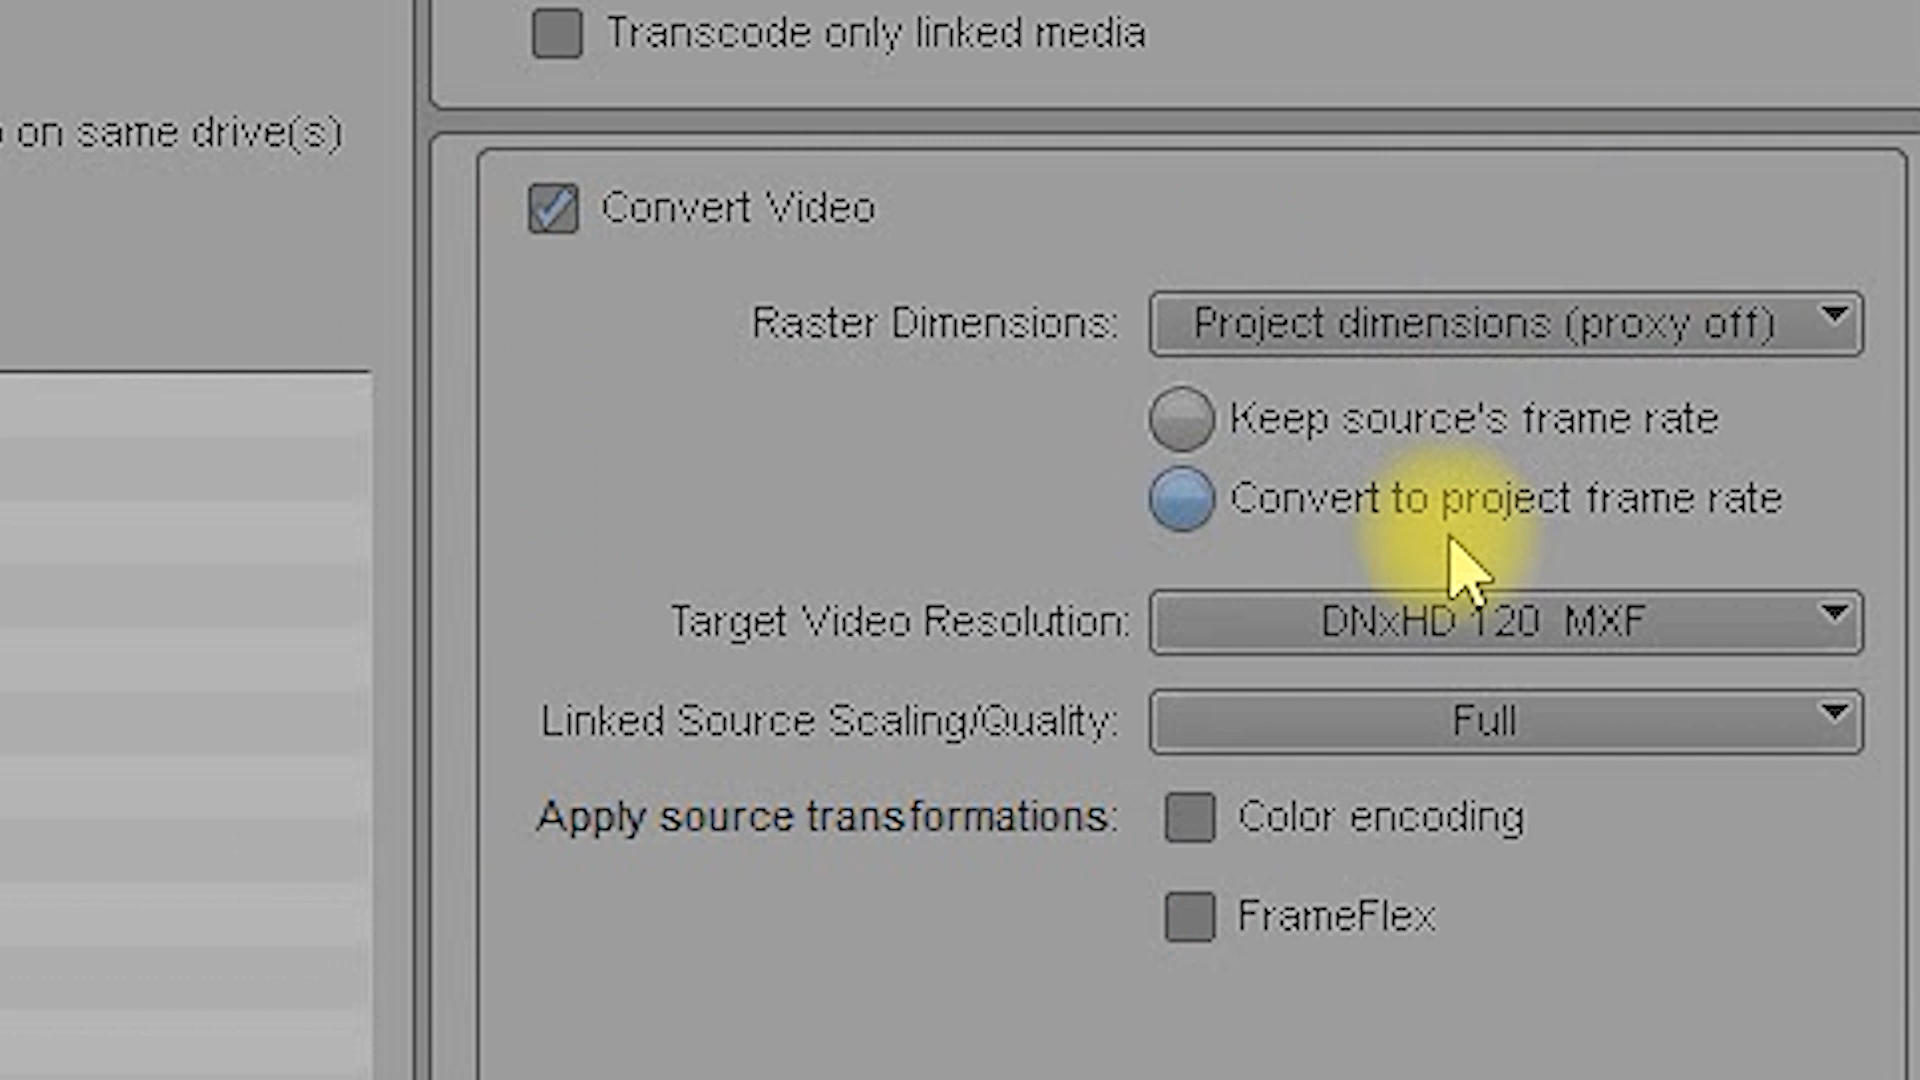 Transcode only linked media
on same drive(s)
Convert Video
Raster Dimensions: Project dimensions (proxy off)
Keep source's frame rate
Convert to project frame rate
Target Video Resolution: DNxHD 120 MXF
Linked Source Scaling/Quality: Full
Apply source transformations: Color encoding
FrameFlex